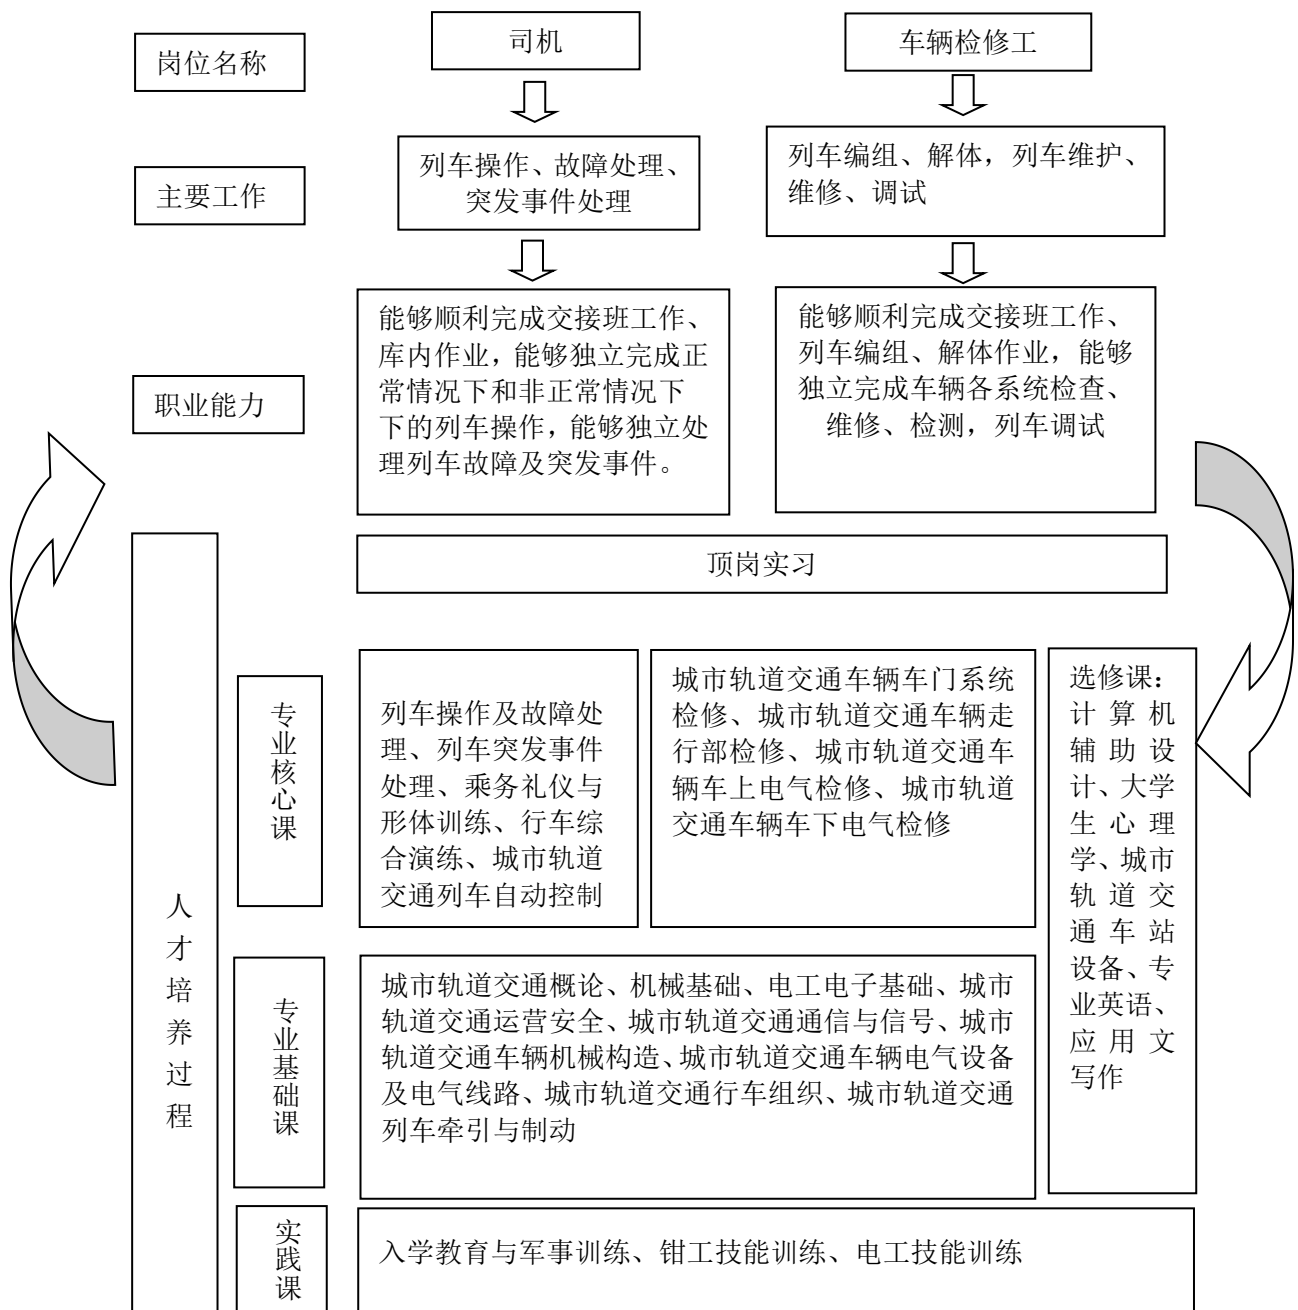 岗位名称
司机
车辆检修工
主要工作
列车操作、故障处理、
突发事件处理
列车编组、解体，列车维护、
维修、调试
职业能力
能够顺利完成交接班工作、
库内作业，能够独立完成正
常情况下和非正常情况下
下的列车操作，能够独立处
理列车故障及突发事件。
能够顺利完成交接班工作、
列车编组、解体作业，能够
独立完成车辆各系统检查、
维修、检测，列车调试
人才培养过程
顶岗实习
专业核心课
列车操作及故障处
理、列车突发事件
处理、乘务礼仪与
形体训练、行车综
合演练、城市轨道
交通列车自动控制
城市轨道交通车辆车门系统
检修、城市轨道交通车辆走
行部检修、城市轨道交通车
辆车上电气检修、城市轨道
交通车辆车下电气检修
选修课：
计算机
辅助设
计、大学
生心理
学、城市
轨道交
通车站
设备、专
业英语、
应用文
写作
专业基础课
城市轨道交通概论、机械基础、电工电子基础、城市
轨道交通运营安全、城市轨道交通通信与信号、城市
轨道交通车辆机械构造、城市轨道交通车辆电气设备
及电气线路、城市轨道交通行车组织、城市轨道交通
列车牵引与制动
实践课
入学教育与军事训练、钳工技能训练、电工技能训练